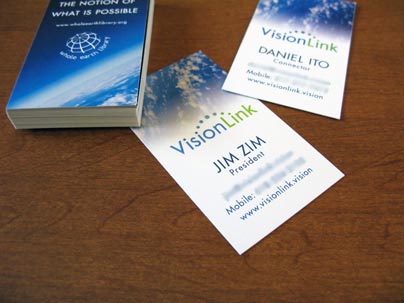 THE NOTION OF
WHAT IS POSSIBLE
www.wholeearthlibrary.org
whole earth library
VisionLink
JIM ZIM
President
Mobile:
www.visionlink.vision
VisionLink
DANIEL ITO
Connector
Mobile:
www.visionlink.vision